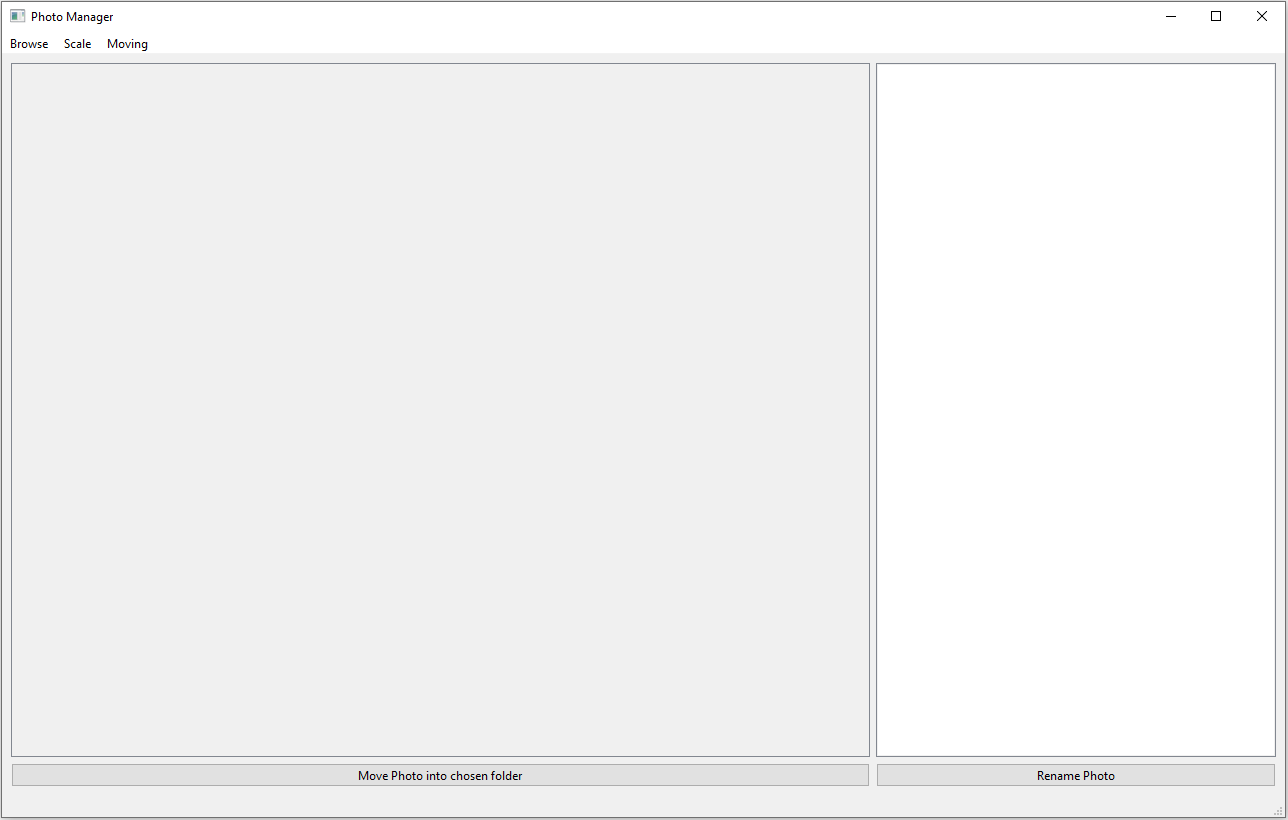 Photo Manager
Browse Scale Moving
Move Photo into chosen folder
Rename Photo